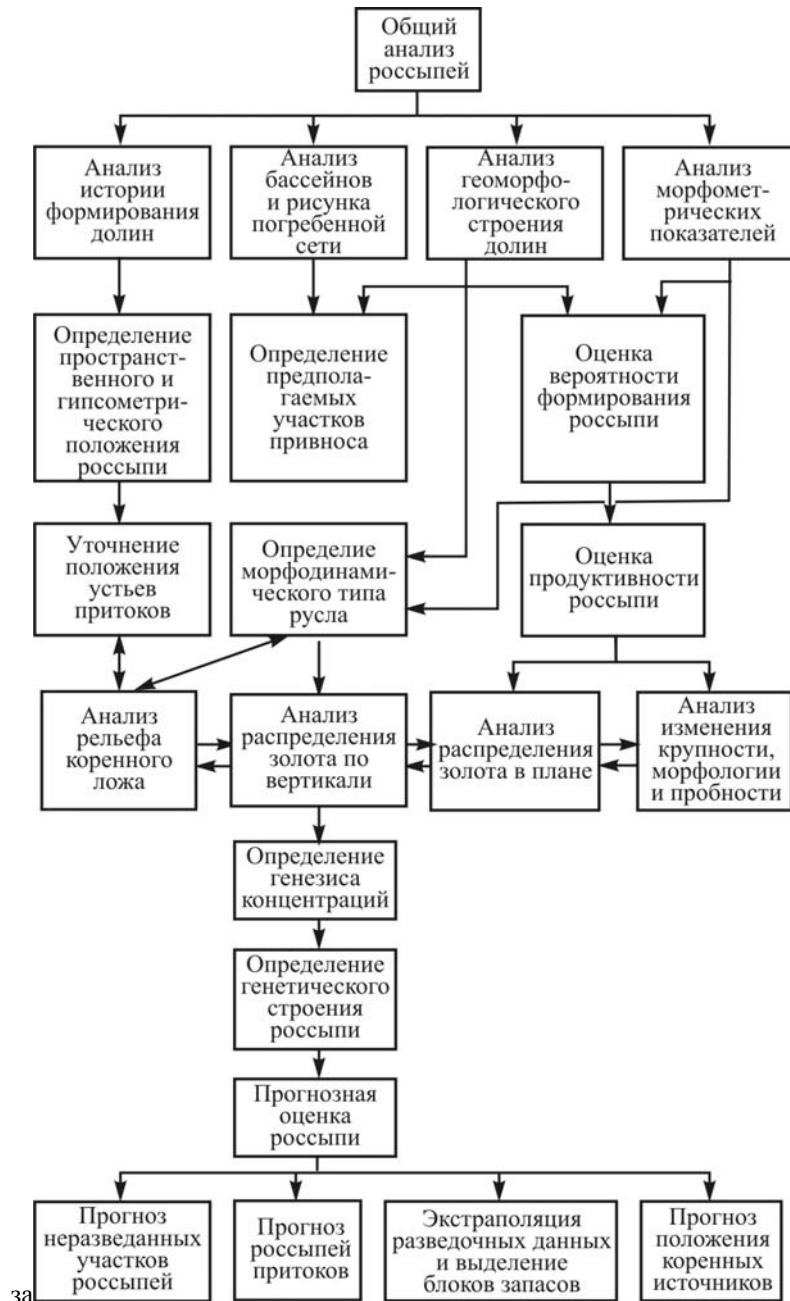 Общий
анализ
россыпей
Анализ
истории
формирования
долин
Анализ
бассейнов
и рисунка
погребенной
сети
Анализ
геоморфо-
логического
строения
долин
Анализ
морфомет-
рических
показателей
Определение
пространст-
венного и
гипсометри-
ческого
положения
россыпи
Определение
предпола-
гаемых
участков
привноса
Оценка
вероятности
формирования
россыпи
Уточнение
положения
устьев
притоков
Определие
морфодинами-
ческого типа
русла
Оценка
продуктивности
россыпи
Анализ
рельефа
коренного
ложа
Анализ
распределения
золота по
вертикали
Анализ
распределения
золота в плане
Анализ
изменения
крупности,
морфологии
и пробности
Определение
генезиса
концентраций
Определение
генетического
строения
россыпи
Прогнозная
оценка
россыпи
Прогноз
неразведанных
участков
россыпей
Прогноз
россыпей
притоков
Экстраполяция
разведочных данных
и выделение
блоков запасов
Прогноз
положения
коренных
источников
за